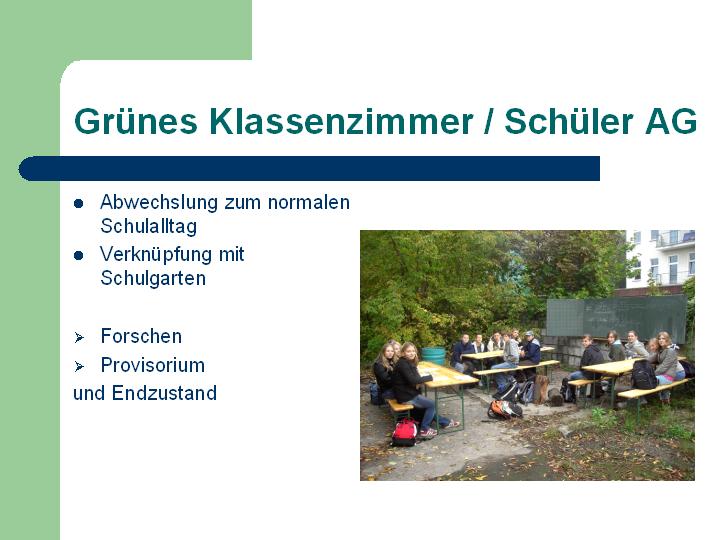 Grünes Klassenzimmer / Schüler AG
● Abwechslung zum normalen
Schulalltag
● Verknüpfung mit
Schulgarten
➢ Forschen
➢ Provisorium
und Endzustand